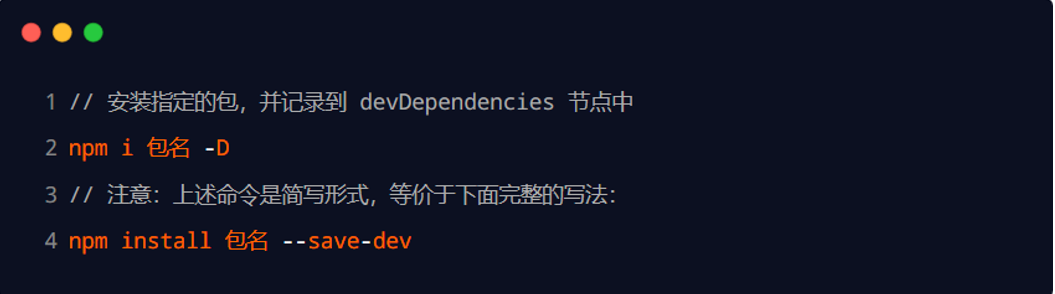 1 // 安装指定的包，并记录到 devDependencies 节点中
2 npm i 包名 -D
3 // 注意：上述命令是简写形式，等价于下面完整的写法：
4 npm install 包名 --save-dev